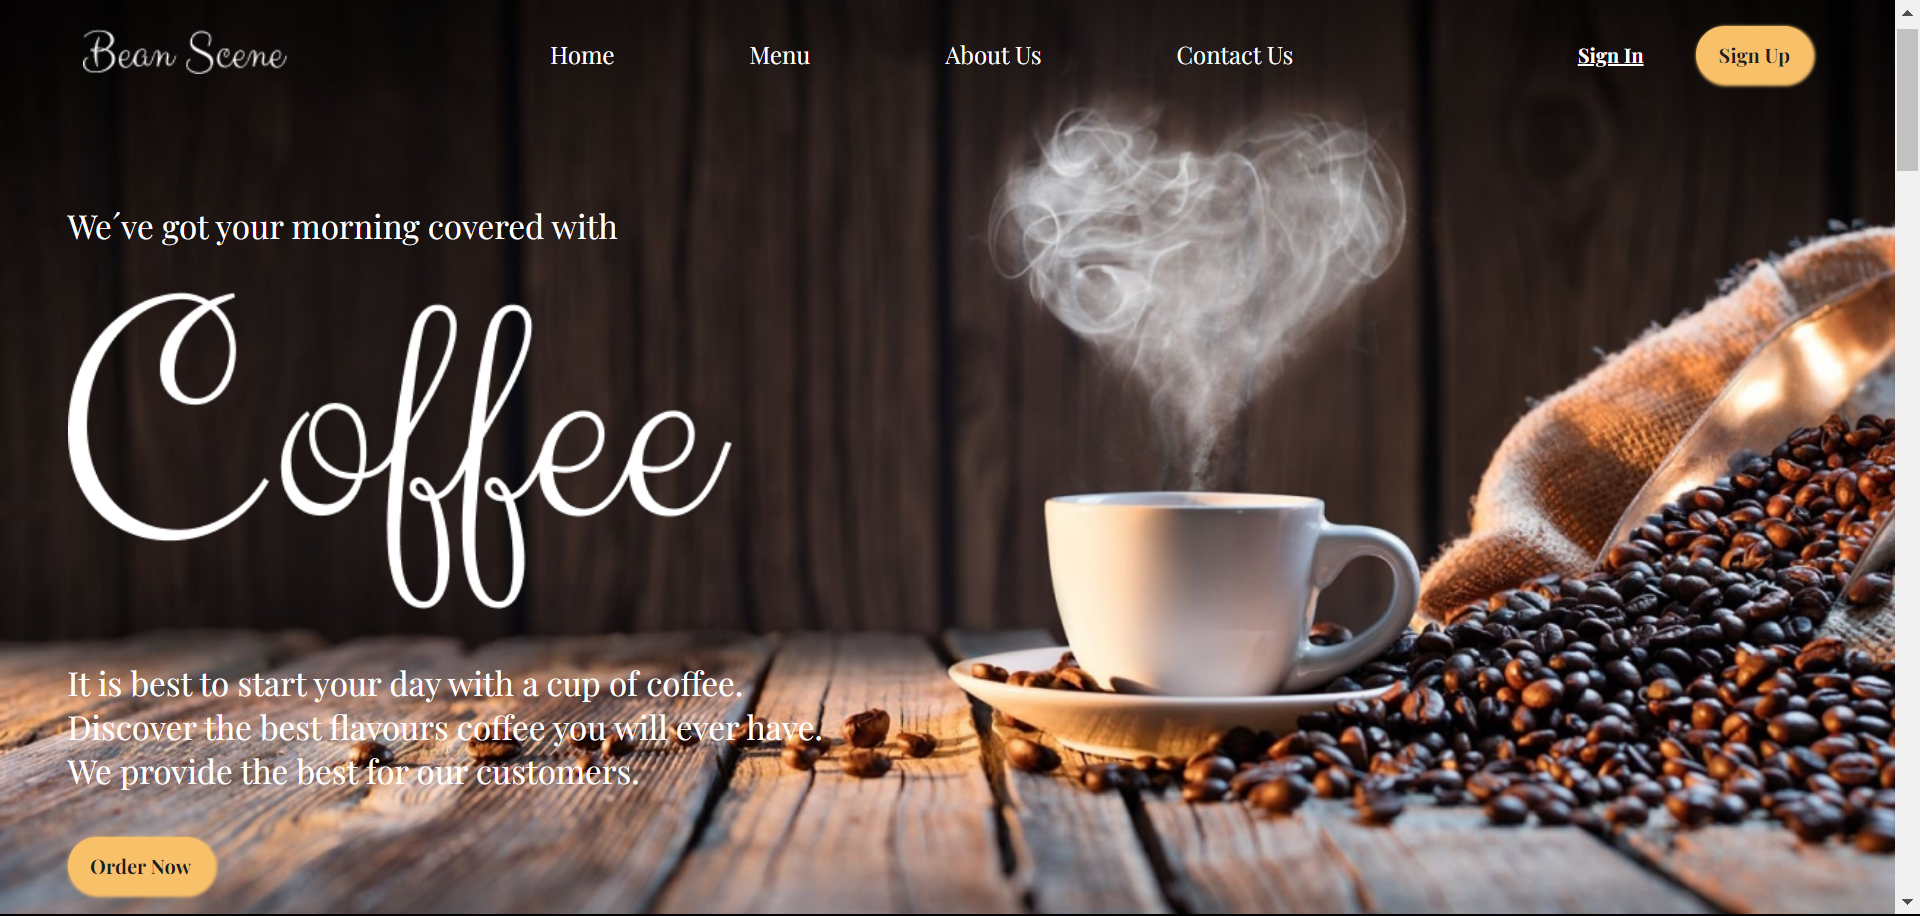 Bean Scene
Home
Menu
About Us
Contact Us
Sign In
Sign Up
We´ve got your morning covered with
Coffee
It is best to start your day with a cup of coffee.
Discover the best flavours coffee you will ever have.
We provide the best for our customers.
Order Now